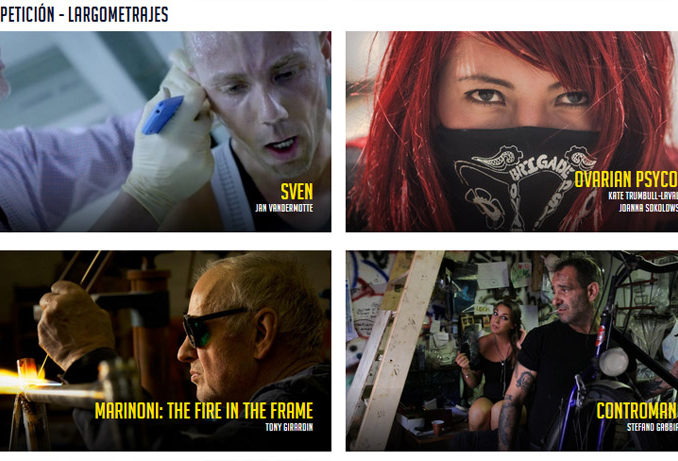 PETICIÓN - LARGOMETRAJES
SVEN
JAN VANDERMOTTE
BRIGADE
OVARIAN PSYCO
KATE TRUMBULL-LAVA
JOANNA SOKOLOWS
MARINONI: THE FIRE IN THE FRAME
TONY GIRARDIN
CONTROMAN
STEFANO GABBIA